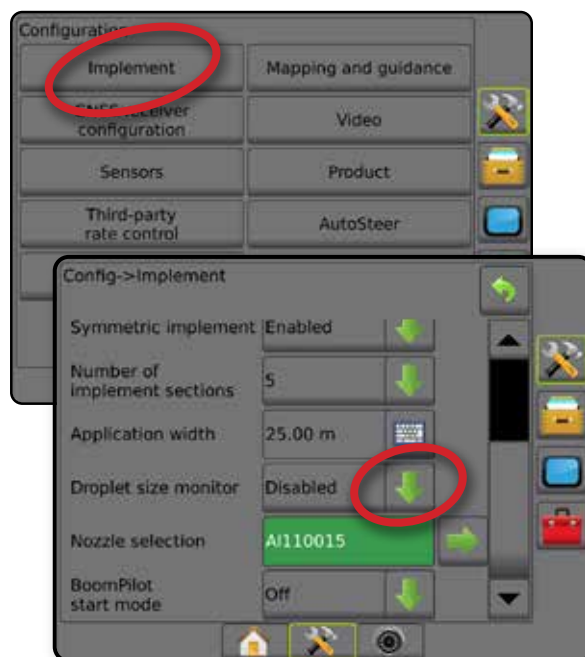 Configuration
Implement
Mapping and guidance
GNSS receiver
configuration
Video
Sensors
Product
Third-party
rate control
AutoSteer
Config->Implement
Symmetric implement
Enabled
Number of
implement sections
5
Application width
25.00 m
Droplet size monitor
Disabled
Nozzle selection
AI110015
BoomPilot
start mode
Off